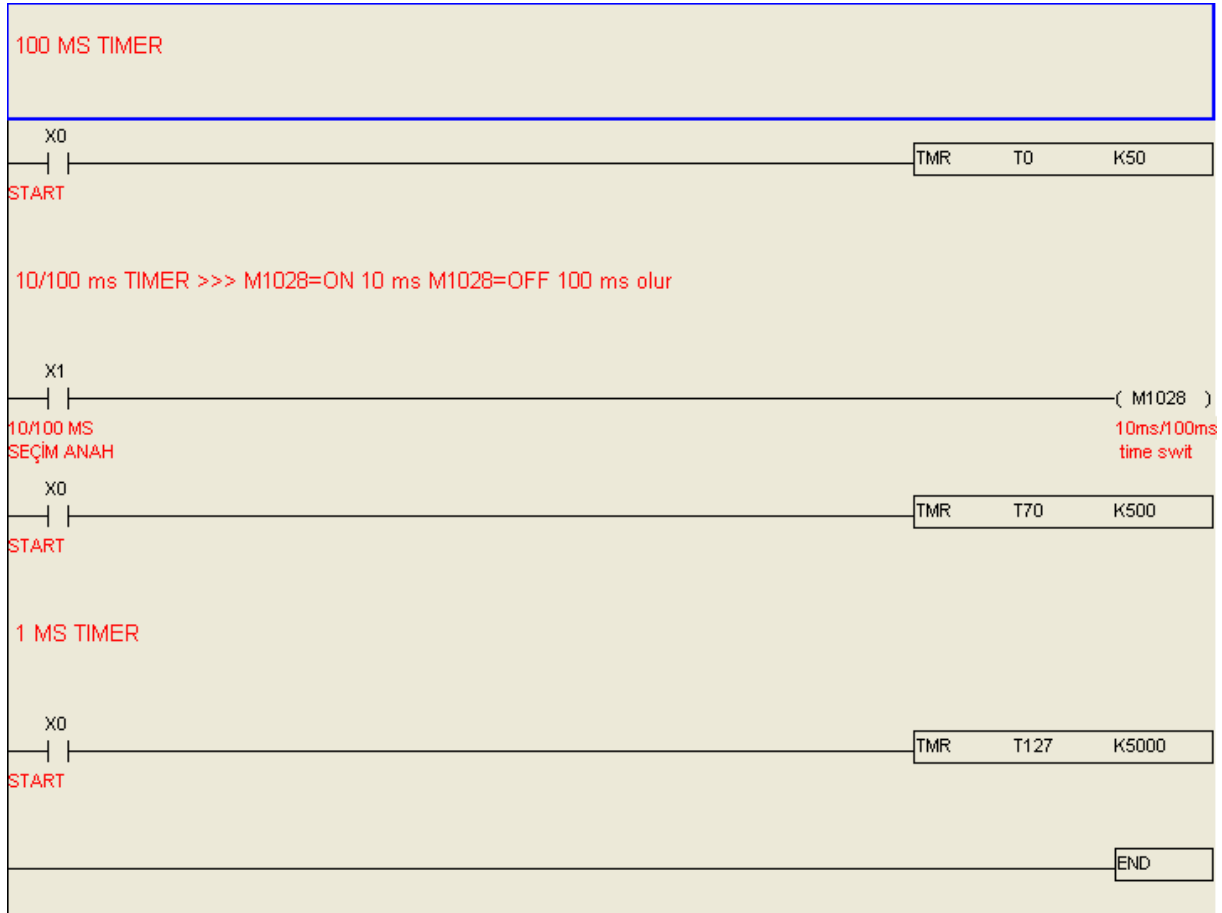 100 MS TIMER
X0
TMR T0 K50
START
10/100 ms TIMER >>> M1028=ON 10 ms M1028=OFF 100 ms olur
X1
( M1028 )
10/100 MS 10ms/100ms
SEÇİM ANAH time swit
X0
TMR T70 K500
START
1 MS TIMER
X0
TMR T127 K5000
START
END